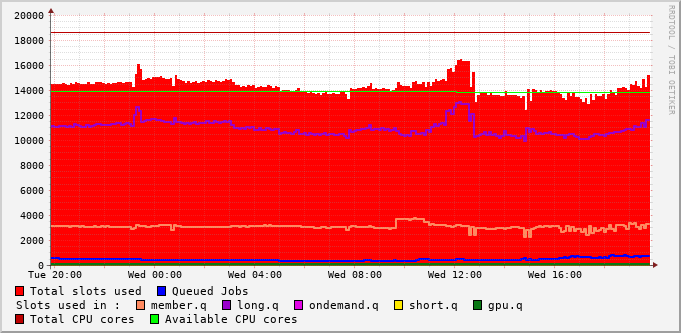 20000
18000
16000
14000
12000
10000
8000
6000
4000
2000
0
Tue 20:00 Wed 00:00 Wed 04:00 Wed 08:00 Wed 12:00 Wed 16:00
Total slots used Queued Jobs
Slots used in : member.q long.q ondemand.q short.q gpu.q
Total CPU cores Available CPU cores
RRDTOOL / TOBI OETIKER